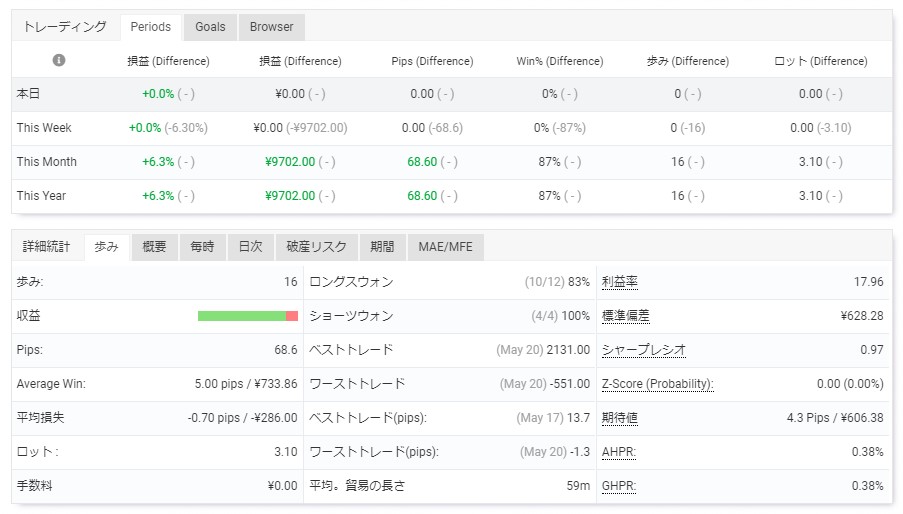 トレーディング Periods Goals Browser
損益 (Difference) 損益 (Difference) Pips (Difference) Win% (Difference) 歩み (Difference) ロット (Difference)
本日 +0.0% ( - ) ¥0.00 ( - ) 0.00 ( - ) 0% ( - ) 0 ( - ) 0.00 ( - )
This Week +0.0% (-6.30%) ¥0.00 (-¥9702.00) 0.00 (-68.6) 0% (-87%) 0 (-16) 0.00 (-3.10)
This Month +6.3% ( - ) ¥9702.00 ( - ) 68.60 ( - ) 87% ( - ) 16 ( - ) 3.10 ( - )
This Year +6.3% ( - ) ¥9702.00 ( - ) 68.60 ( - ) 87% ( - ) 16 ( - ) 3.10 ( - )
詳細統計 歩み 概要 毎時 日次 破産リスク 期間 MAE/MFE
歩み: 16 ロングスウォン (10/12) 83% 利益率 17.96
収益 ショーツウォン (4/4) 100% 標準偏差 ¥628.28
Pips: 68.6 ベストトレード (May 20) 2131.00 シャープレシオ 0.97
Average Win: 5.00 pips / ¥733.86 ワーストトレード (May 20) -551.00 Z-Score (Probability): 0.00 (0.00%)
平均損失 -0.70 pips / -¥286.00 ベストトレード(pips): (May 17) 13.7 期待値 4.3 Pips / ¥606.38
ロット : 3.10 ワーストトレード(pips): (May 20) -1.3 AHPR: 0.38%
手数料 ¥0.00 平均。貿易の長さ 59m GHPR: 0.38%